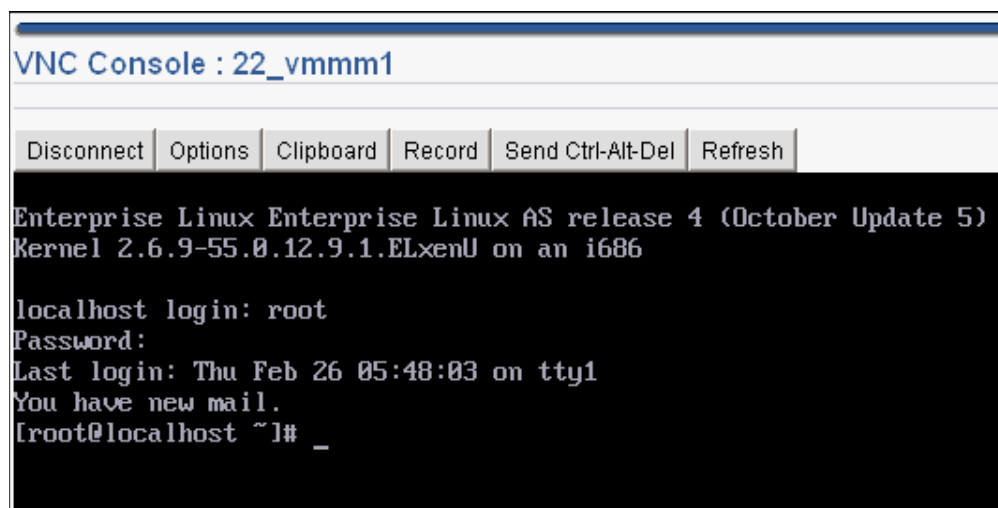 VNC Console : 22_vmmm1
Disconnect Options Clipboard Record Send Ctrl-Alt-Del Refresh
Enterprise Linux Enterprise Linux AS release 4 (October Update 5)
Kernel 2.6.9-55.0.12.9.1.ELxenU on an i686
localhost login: root
Password:
Last login: Thu Feb 26 05:48:03 on tty1
You have new mail.
[root@localhost ~]# _